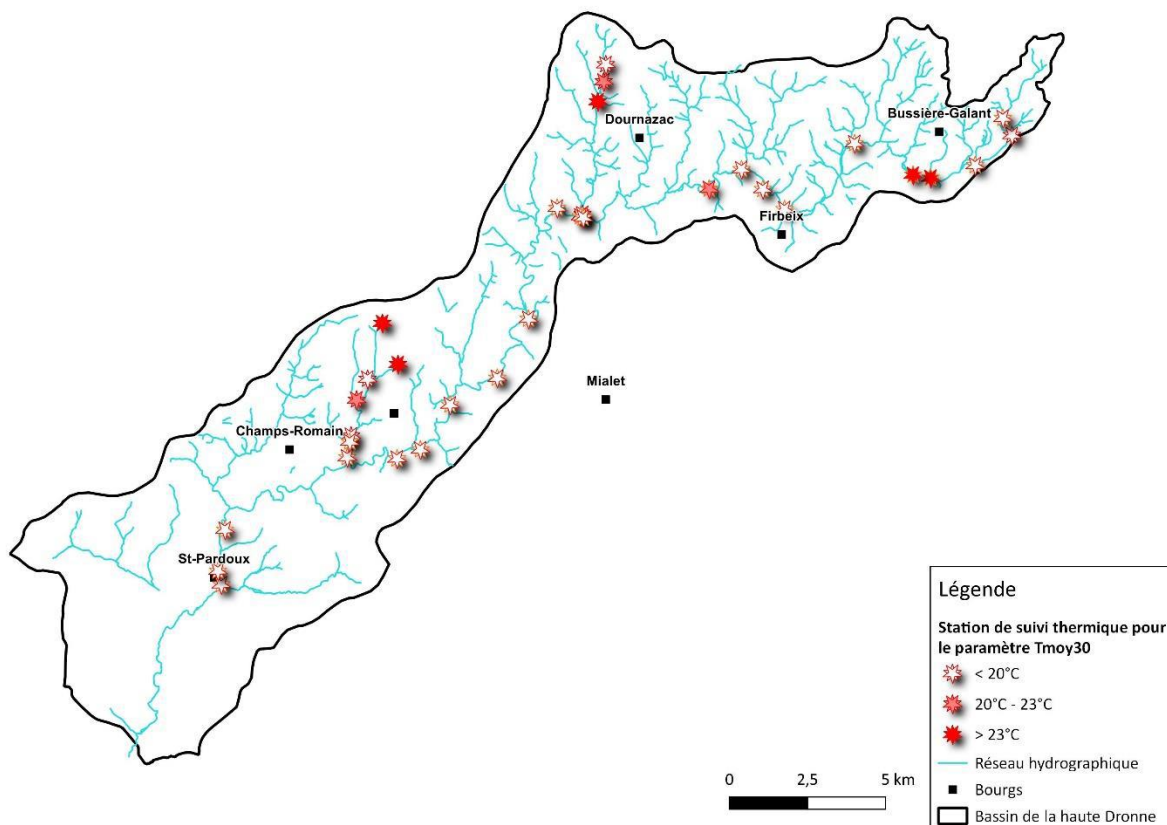 Dournazac
Bussière-Galant
Firbeix
Mialet
Champs-Romain
St-Pardoux
Légende
Station de suivi thermique pour
le paramètre Tmoy30
< 20°C
20°C - 23°C
> 23°C
Réseau hydrographique
Bourgs
Bassin de la haute Dronne
0 2,5 5 km